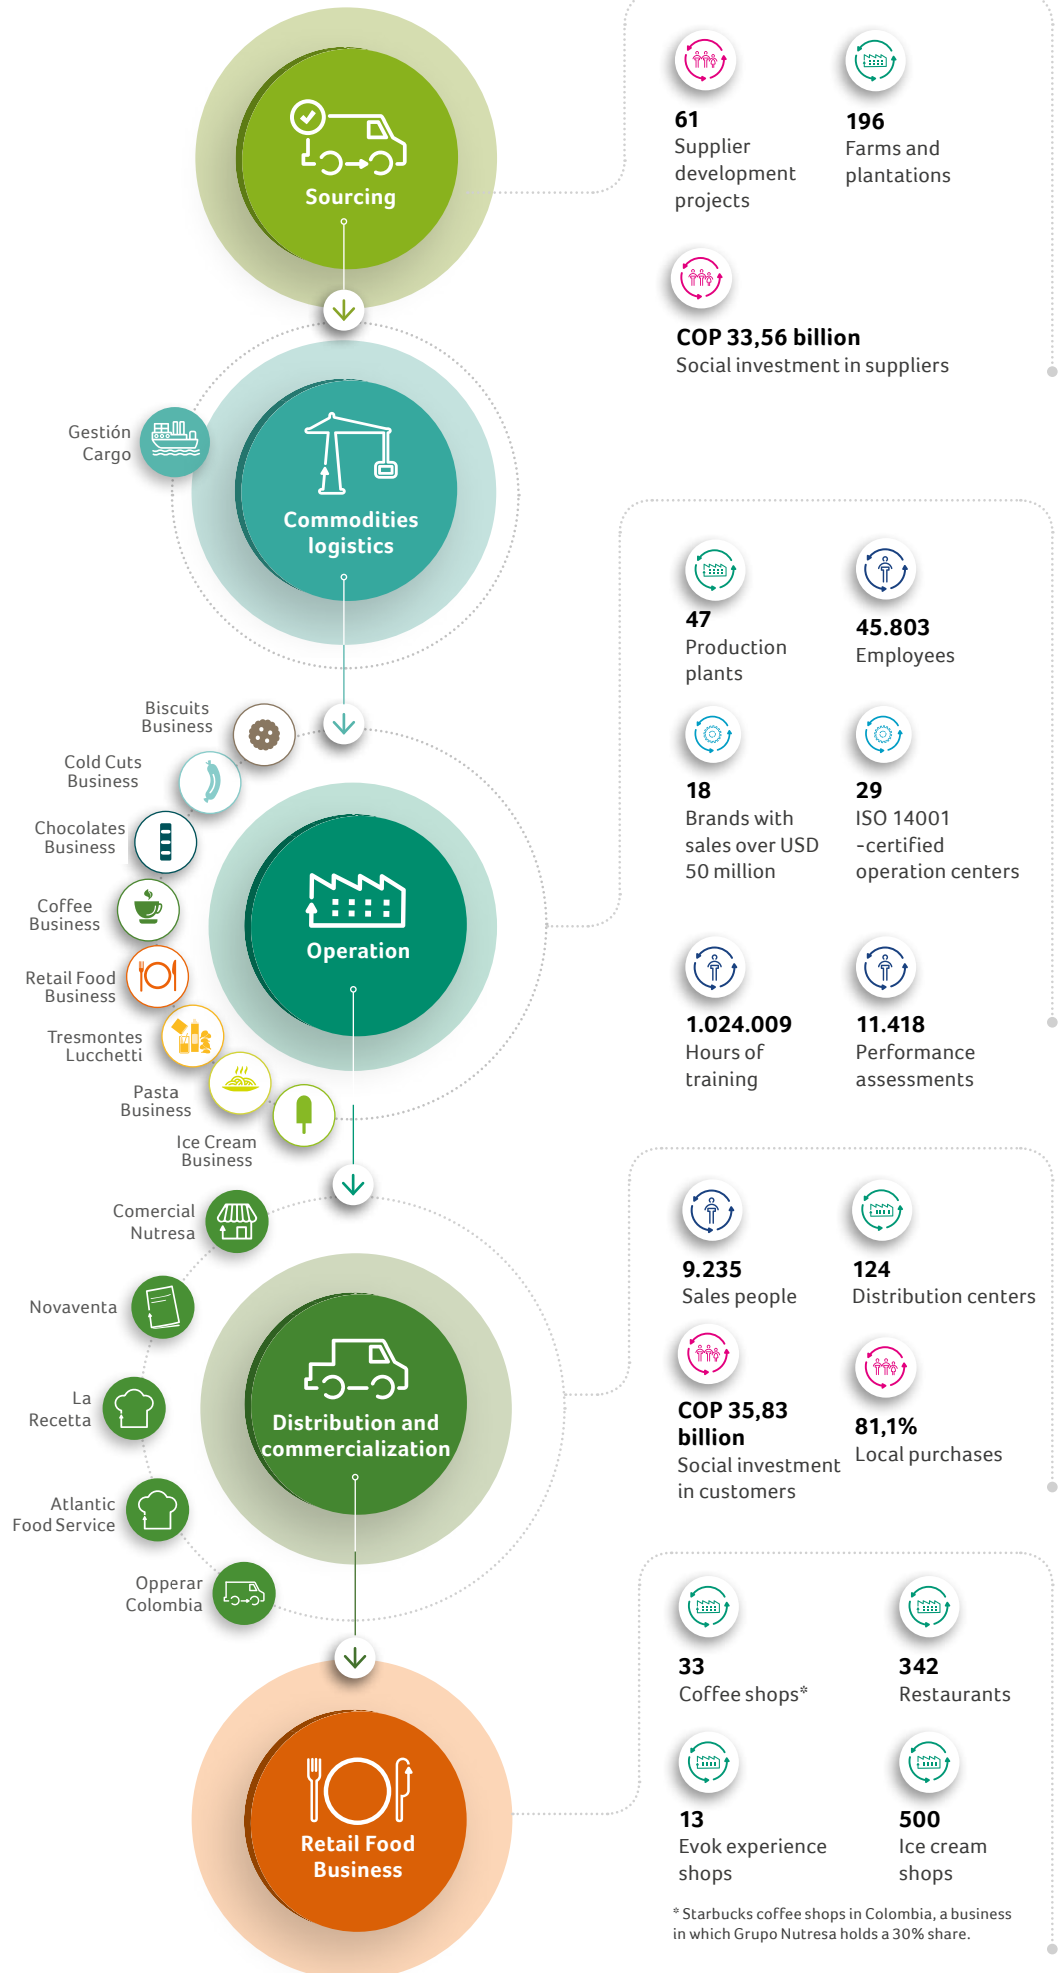 Sourcing
61
Supplier
development
projects
196
Farms and
plantations
COP 33,56 billion
Social investment in suppliers
Gestión
Cargo
Commodities
logistics
Biscuits
Business
Cold Cuts
Business
Chocolates
Business
Coffee
Business
Retail Food
Business
Tresmontes
Lucchetti
Pasta
Business
Ice Cream
Business
Operation
47
Production
plants
45.803
Employees
18
Brands with
sales over USD
50 million
29
ISO 14001
-certified
operation centers
1.024.009
Hours of
training
11.418
Performance
assessments
Comercial
Nutresa
Novaventa
La
Recetta
Atlantic
Food Service
Opperar
Colombia
Distribution and
commercialization
9.235
Sales people
124
Distribution centers
COP 35,83
billion
Social investment
in customers
81,1%
Local purchases
Retail Food
Business
33
Coffee shops*
342
Restaurants
13
Evok experience
shops
500
Ice cream
shops
* Starbucks coffee shops in Colombia, a business
in which Grupo Nutresa holds a 30% share.